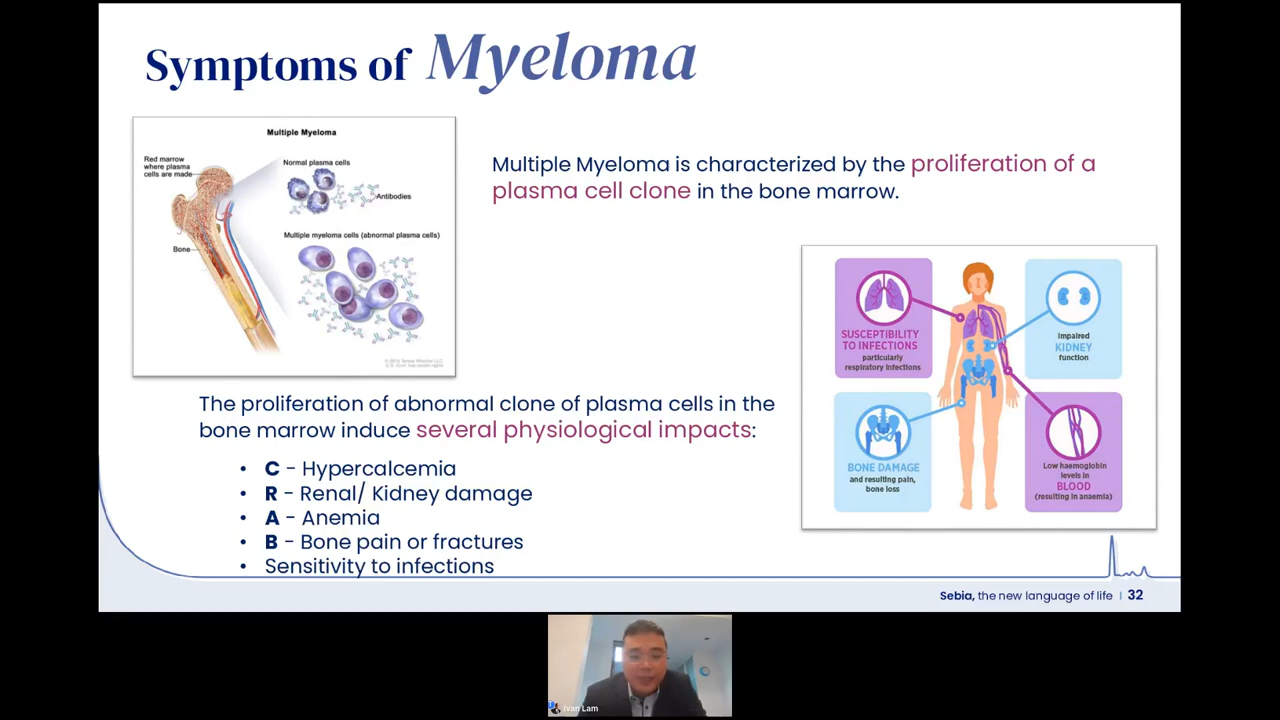 Symptoms of Myeloma
Multiple Myeloma
Red marrow
where plasma
cells are made
Normal plasma cells
Antibodies
Multiple myeloma cells (abnormal plasma cells)
Bone
Multiple Myeloma is characterized by the proliferation of a
plasma cell clone in the bone marrow.
SUSCEPTIBILITY
TO INFECTIONS
particularly
respiratory infections
Impaired
KIDNEY
function
BONE DAMAGE
and resulting pain,
bone loss
Low haemoglobin
levels in
BLOOD
(resulting in anaemia)
The proliferation of abnormal clone of plasma cells in the
bone marrow induce several physiological impacts:
• C - Hypercalcemia
• R - Renal/ Kidney damage
• A - Anemia
• B - Bone pain or fractures
• Sensitivity to infections
Sebia, the new language of life | 32
Ivan Lam